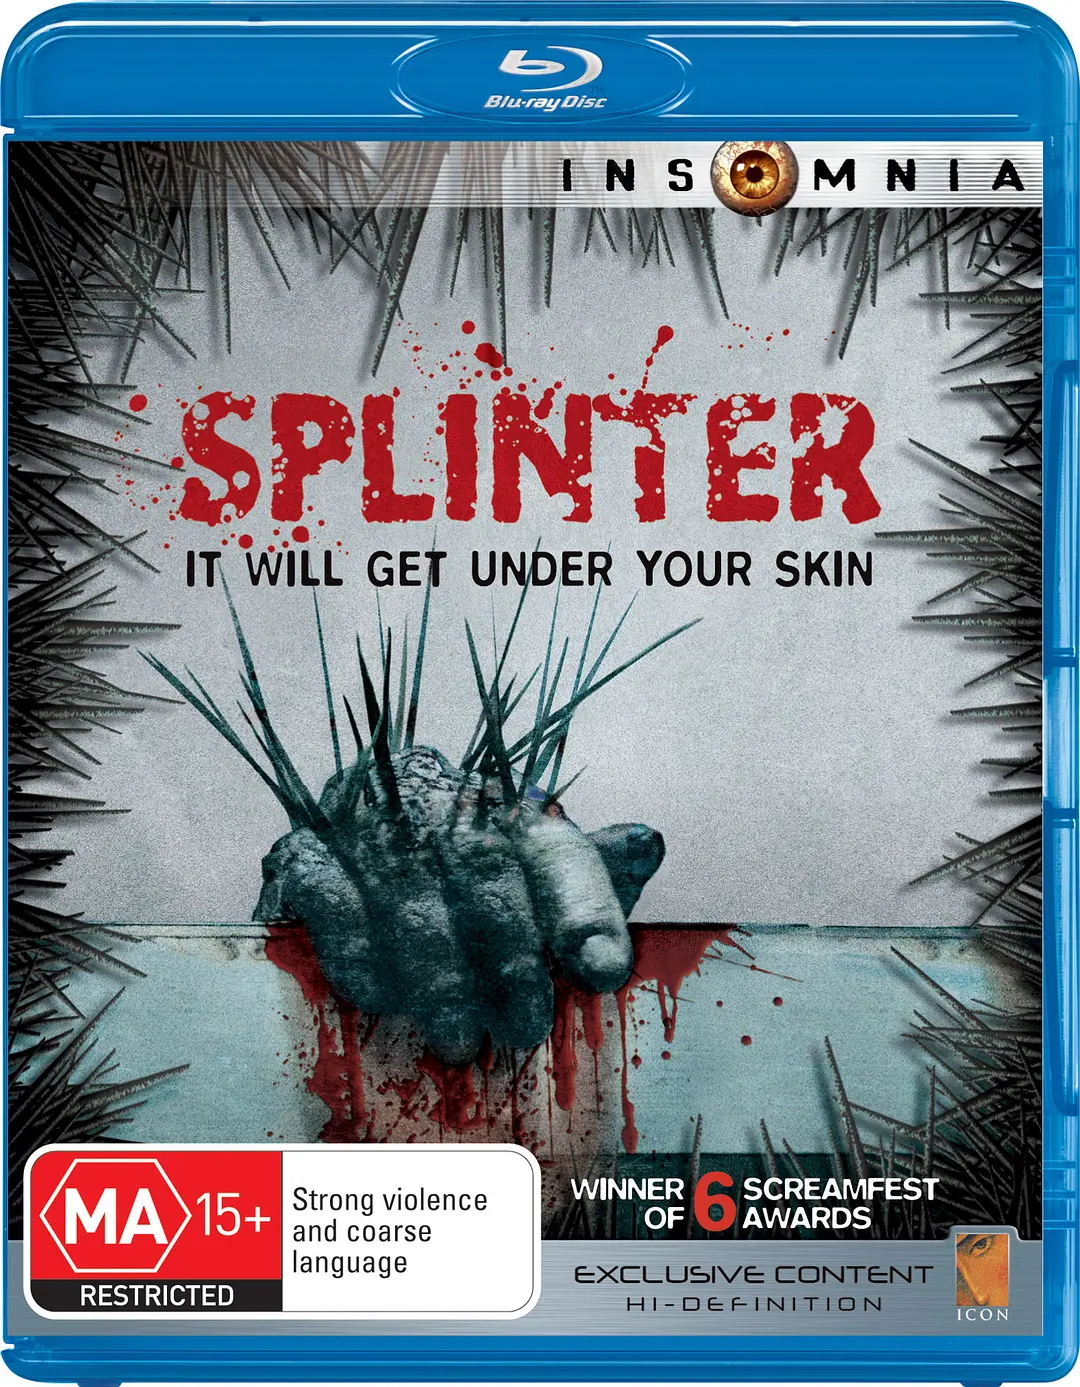 Blu-ray Disc™
INSOMNIA
SPLINTER
IT WILL GET UNDER YOUR SKIN
WINNER OF 6 SCREAMFEST AWARDS
MA 15+
RESTRICTED
Strong violence
and coarse
language
EXCLUSIVE CONTENT
HI-DEFINITION
ICON